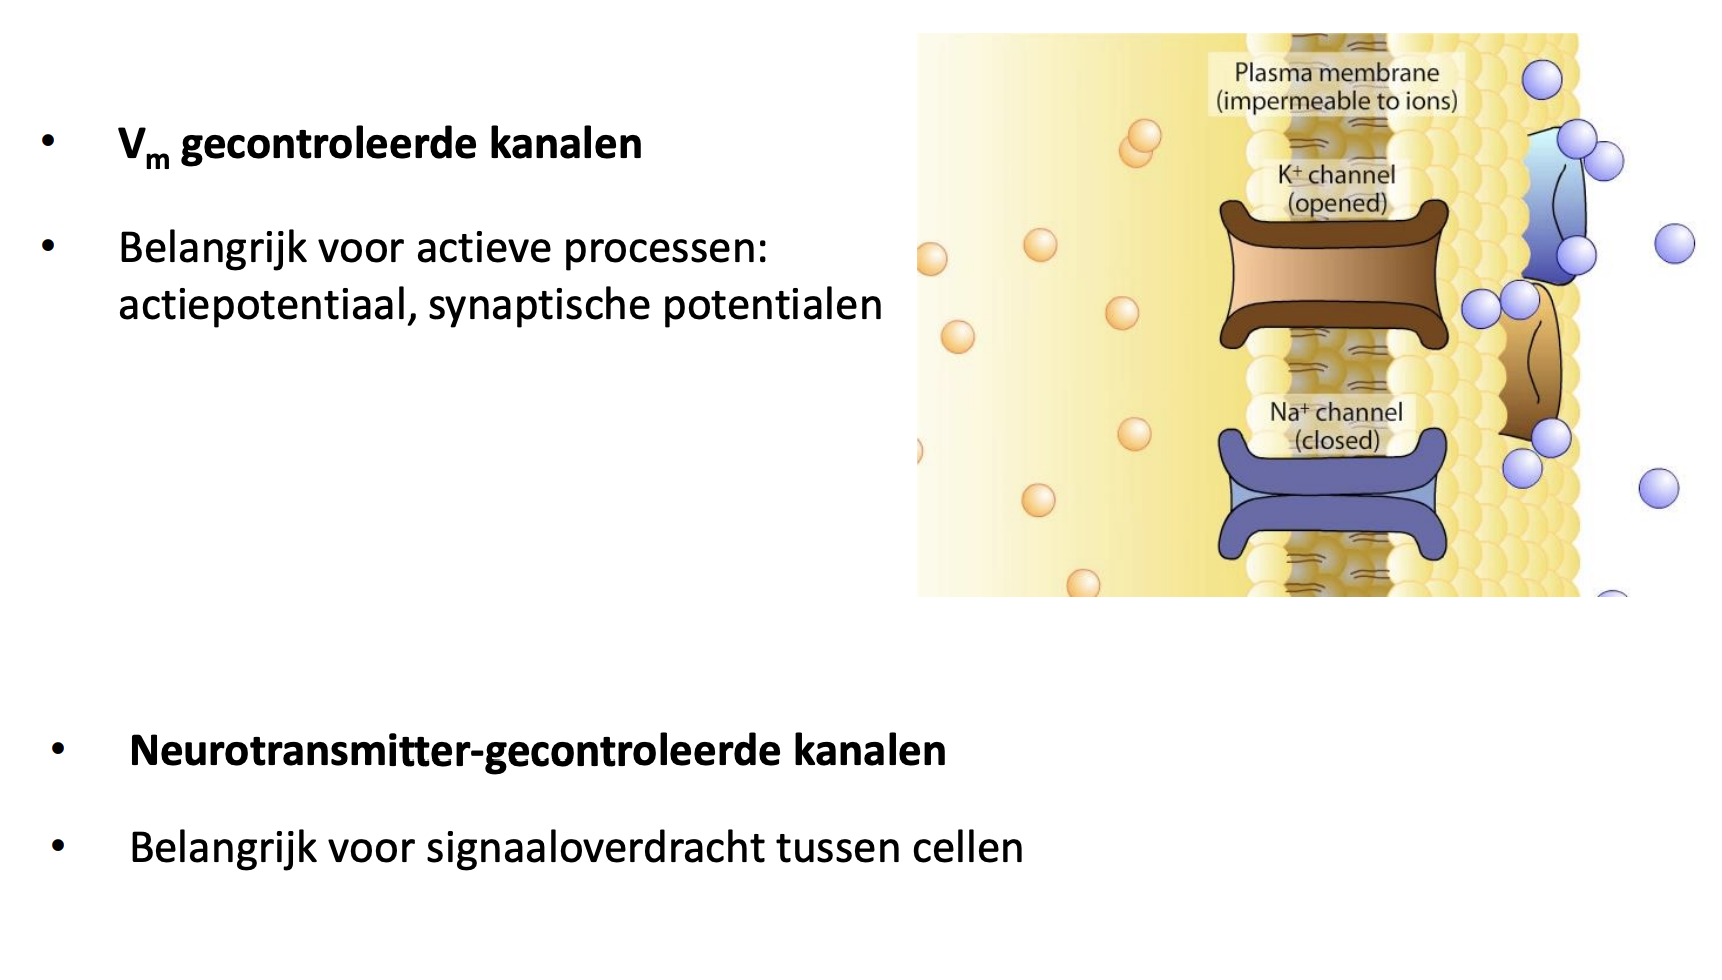 • Vm gecontroleerde kanalen
• Belangrijk voor actieve processen:
actiepotentiaal, synaptische potentialen
Plasma membrane
(impermeable to ions)
K+ channel
(opened)
Na+ channel
(closed)
• Neurotransmitter-gecontroleerde kanalen
• Belangrijk voor signaaloverdracht tussen cellen